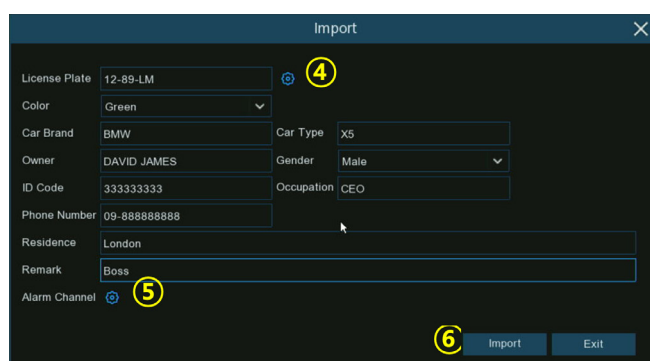 Import
License Plate 12-89-LM ④
Color Green
Car Brand BMW Car Type X5
Owner DAVID JAMES Gender Male
ID Code 333333333 Occupation CEO
Phone Number 09-888888888
Residence London
Remark Boss
Alarm Channel ⑤
⑥ Import Exit